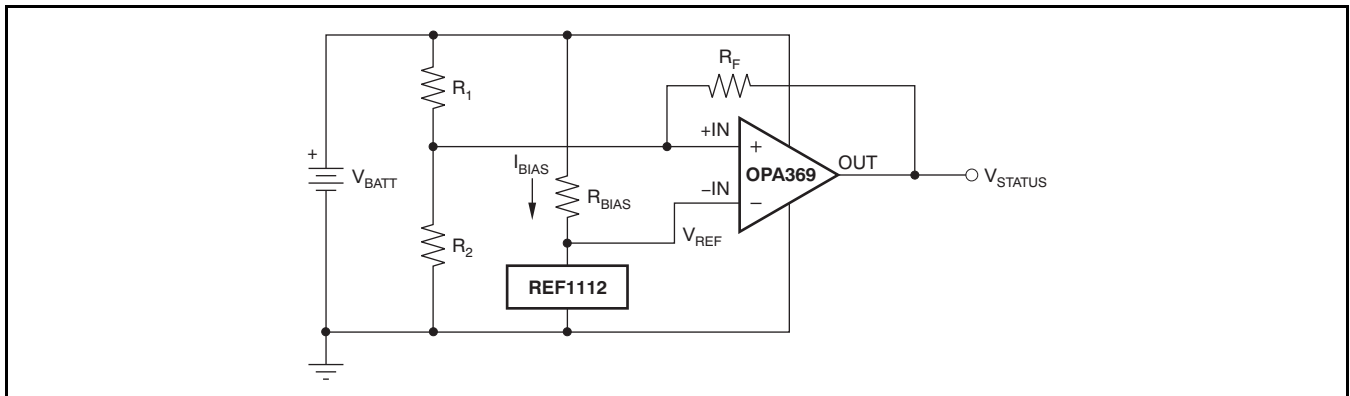 R_F
R_1
+IN
+
+
I_BIAS
OUT
V_BATT
OPA369
V_STATUS
–IN
R_BIAS
–
V_REF
R_2
REF1112